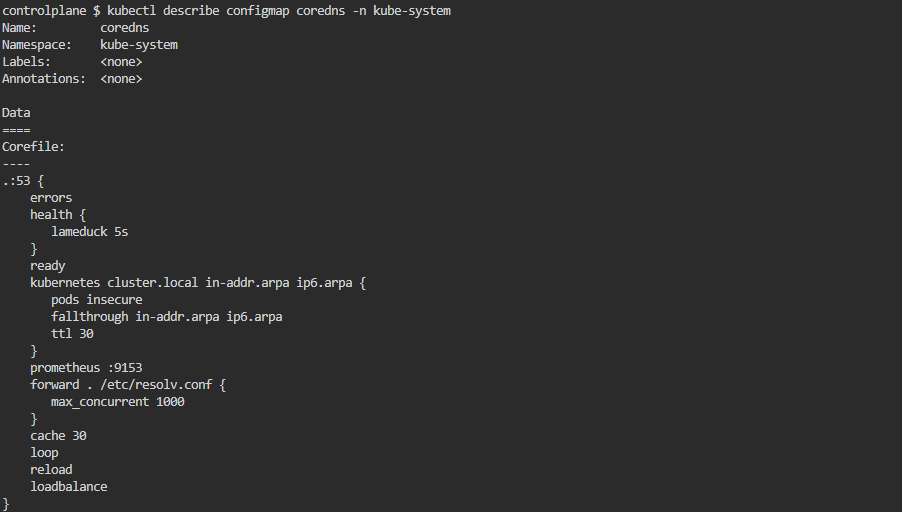 controlplane $ kubectl describe configmap coredns -n kube-system
Name:         coredns
Namespace:    kube-system
Labels:       <none>
Annotations:  <none>

Data
====
Corefile:
----
.:53 {
    errors
    health {
       lameduck 5s
    }
    ready
    kubernetes cluster.local in-addr.arpa ip6.arpa {
       pods insecure
       fallthrough in-addr.arpa ip6.arpa
       ttl 30
    }
    prometheus :9153
    forward . /etc/resolv.conf {
       max_concurrent 1000
    }
    cache 30
    loop
    reload
    loadbalance
}